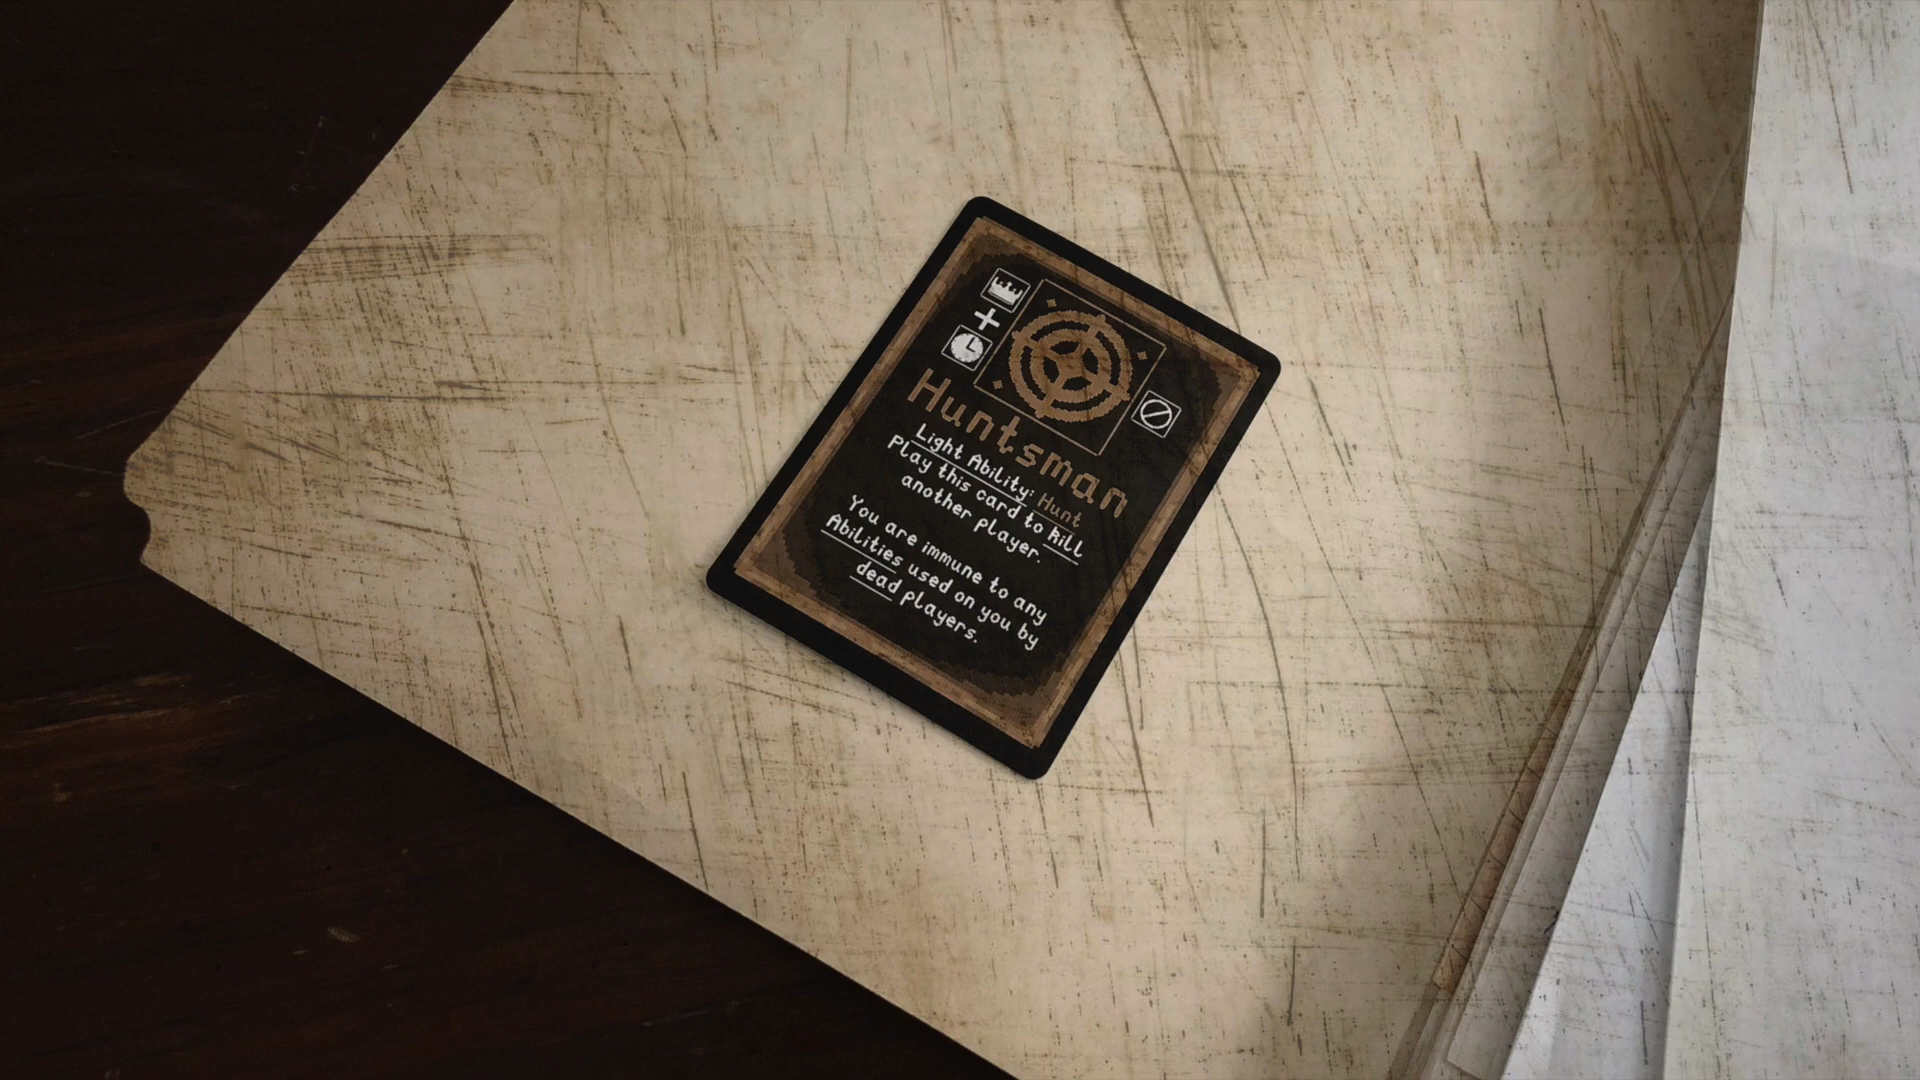 Huntsman
Light Ability: Hunt
Play this card to kill
another player.
You are immune to any
Abilities used on you by
dead players.